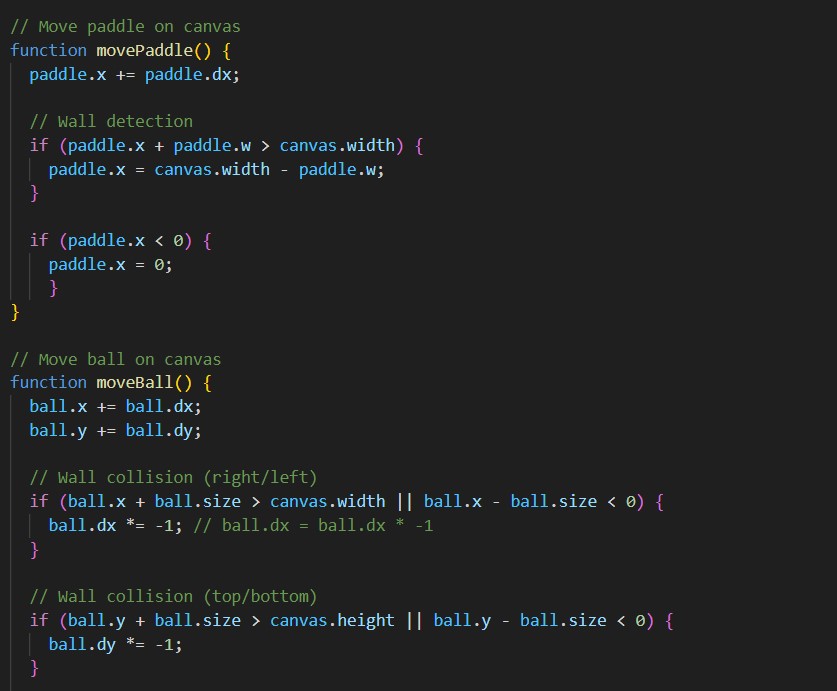 // Move paddle on canvas
function movePaddle() {
  paddle.x += paddle.dx;

  // Wall detection
  if (paddle.x + paddle.w > canvas.width) {
    paddle.x = canvas.width - paddle.w;
  }

  if (paddle.x < 0) {
    paddle.x = 0;
    }
}

// Move ball on canvas
function moveBall() {
  ball.x += ball.dx;
  ball.y += ball.dy;

  // Wall collision (right/left)
  if (ball.x + ball.size > canvas.width || ball.x - ball.size < 0) {
    ball.dx *= -1; // ball.dx = ball.dx * -1
  }

  // Wall collision (top/bottom)
  if (ball.y + ball.size > canvas.height || ball.y - ball.size < 0) {
    ball.dy *= -1;
  }